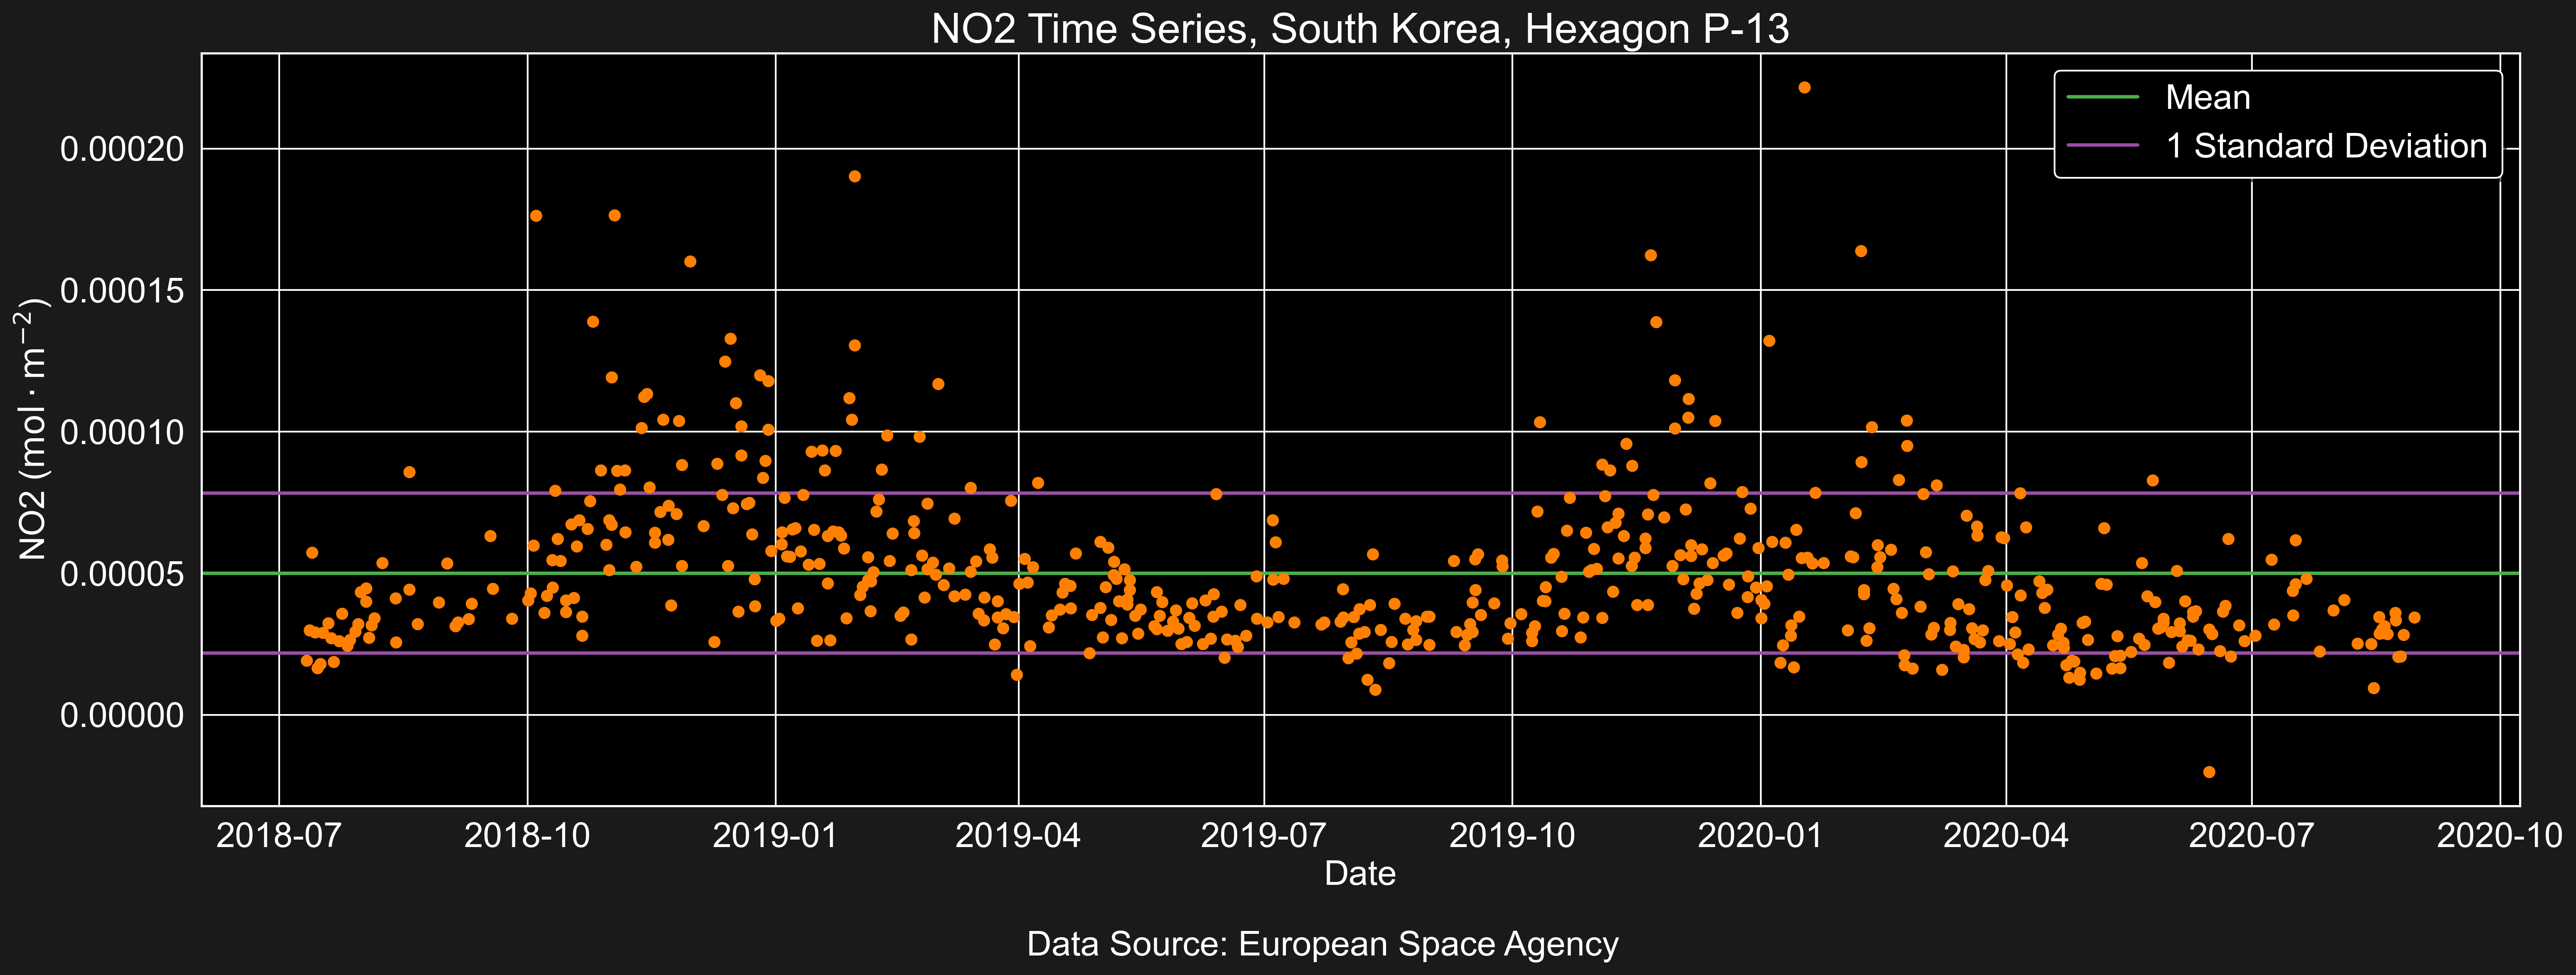 NO2 Time Series, South Korea, Hexagon P-13
Mean
1 Standard Deviation
NO2 (mol · m⁻²)
0.00020
0.00015
0.00010
0.00005
0.00000
2018-07 2018-10 2019-01 2019-04 2019-07 2019-10 2020-01 2020-04 2020-07 2020-10
Date
Data Source: European Space Agency